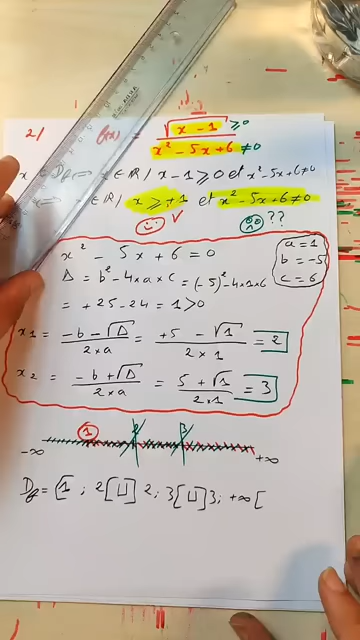 2/ f(x) = √x - 1 ≥0 / x² - 5x + 6 ≠0
x ∈ Df ⟺ x ∈ ℝ / x - 1 ≥ 0 et x² - 5x + 6 ≠ 0
⟺ x ∈ ℝ / x ≥ +1 et x² - 5x + 6 ≠ 0
√ ??
x² - 5x + 6 = 0
a = 1
b = -5
c = 6
Δ = b² - 4×a×c = (-5)² - 4×1×6
= +25 - 24 = 1 > 0
x1 = -b - √Δ / 2×a = +5 - √1 / 2×1 = 2
x2 = -b + √Δ / 2×a = 5 + √1 / 2×1 = 3
1 2 3
-∞ +∞
Df = [1 ; 2[ U ] 2 ; 3[ U ] 3 ; +∞ [